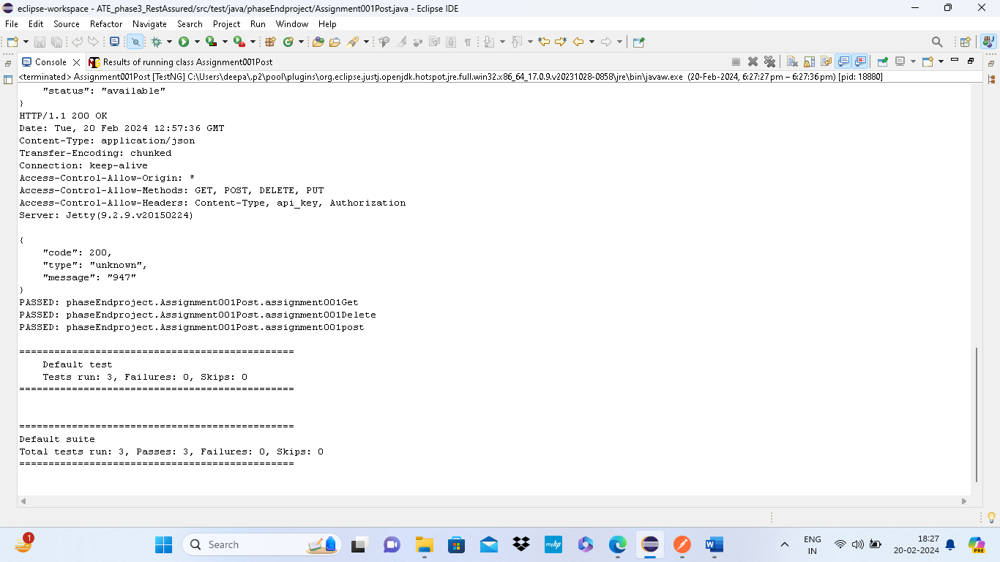 eclipse-workspace - ATE_phase3_RestAssured/src/test/java/phaseEndproject/Assignment001Post.java - Eclipse IDE
File Edit Source Refactor Navigate Search Project Run Window Help
Console Results of running class Assignment001Post
<terminated> Assignment001Post [TestNG] C:\Users\deepa\.p2\pool\plugins\org.eclipse.justj.openjdk.hotspot.jre.full.win32.x86_64_17.0.9.v20231028-0858\jre\bin\javaw.exe (20-Feb-2024, 6:27:27 pm – 6:27:36 pm) [pid: 18880]
    "status": "available"
}
HTTP/1.1 200 OK
Date: Tue, 20 Feb 2024 12:57:36 GMT
Content-Type: application/json
Transfer-Encoding: chunked
Connection: keep-alive
Access-Control-Allow-Origin: *
Access-Control-Allow-Methods: GET, POST, DELETE, PUT
Access-Control-Allow-Headers: Content-Type, api_key, Authorization
Server: Jetty(9.2.9.v20150224)
{
    "code": 200,
    "type": "unknown",
    "message": "947"
}
PASSED: phaseEndproject.Assignment001Post.assignment001Get
PASSED: phaseEndproject.Assignment001Post.assignment001Delete
PASSED: phaseEndproject.Assignment001Post.assignment001post
===============================================
    Default test
    Tests run: 3, Failures: 0, Skips: 0
===============================================
===============================================
Default suite
Total tests run: 3, Passes: 3, Failures: 0, Skips: 0
===============================================
1
Search
myhp
W
ENG
IN
18:27
20-02-2024
PRE